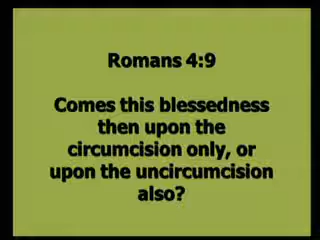 Romans 4:9
Comes this blessedness
then upon the
circumcision only, or
upon the uncircumcision
also?